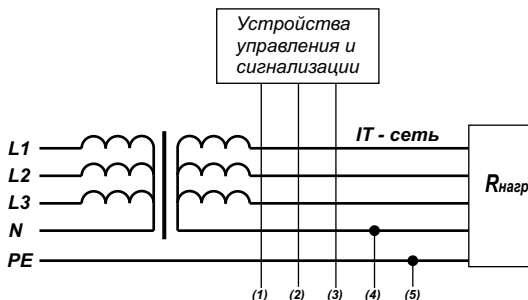 Устройства
управления и
сигнализации
IT - сеть
L1
L2
L3
N
PE
Rнагр
(1) (2) (3) (4) (5)